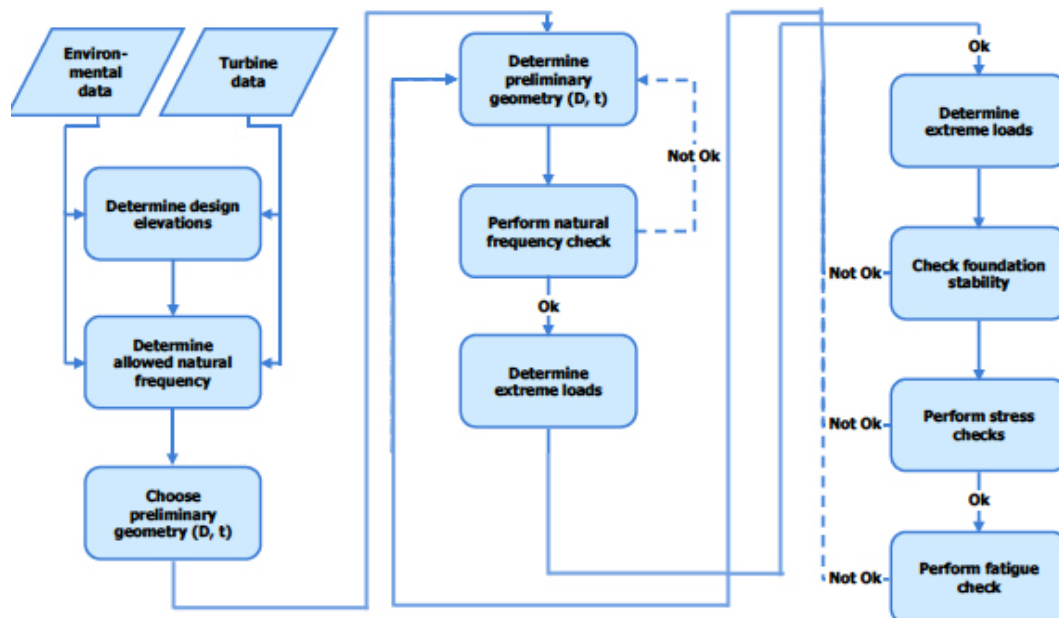 Environ-
mental
data
Turbine
data
Determine design
elevations
Determine
allowed natural
frequency
Choose
preliminary
geometry (D, t)
Determine
preliminary
geometry (D, t)
Not Ok
Perform natural
frequency check
Ok
Determine
extreme loads
Ok
Determine
extreme loads
Not Ok
Check foundation
stability
Not Ok
Perform stress
checks
Ok
Not Ok
Perform fatigue
check